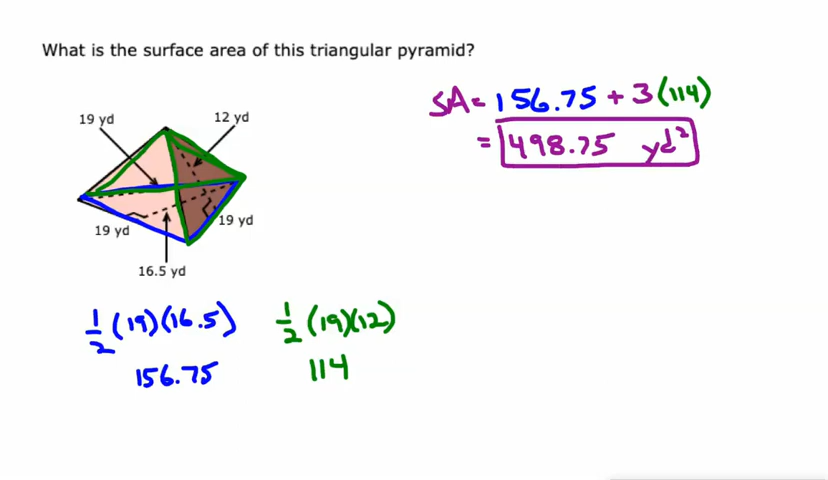 What is the surface area of this triangular pyramid?
SA = 156.75 + 3(114)
= 498.75 yd²
19 yd
12 yd
19 yd
19 yd
16.5 yd
1/2 (19)(16.5)
1/2 (19)(12)
156.75
114